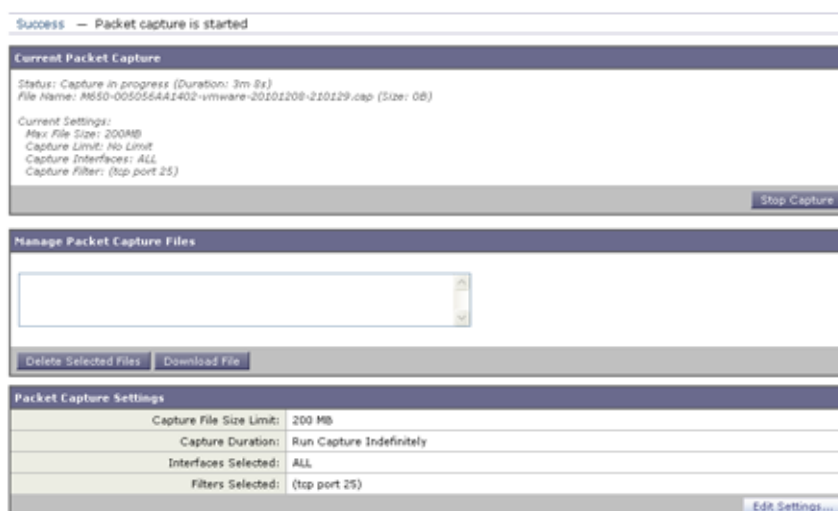 Success — Packet capture is started
Current Packet Capture
Status: Capture in progress (Duration: 3m 8s)
File Name: M650-005056AA1402-vmware-20101208-210129.cap (Size: 0B)
Current Settings:
Max File Size: 200MB
Capture Limit: No Limit
Capture Interfaces: ALL
Capture Filter: (tcp port 25)
Stop Capture
Manage Packet Capture Files
Delete Selected Files Download File
Packet Capture Settings
Capture File Size Limit: 200 MB
Capture Duration: Run Capture Indefinitely
Interfaces Selected: ALL
Filters Selected: (tcp port 25)
Edit Settings...